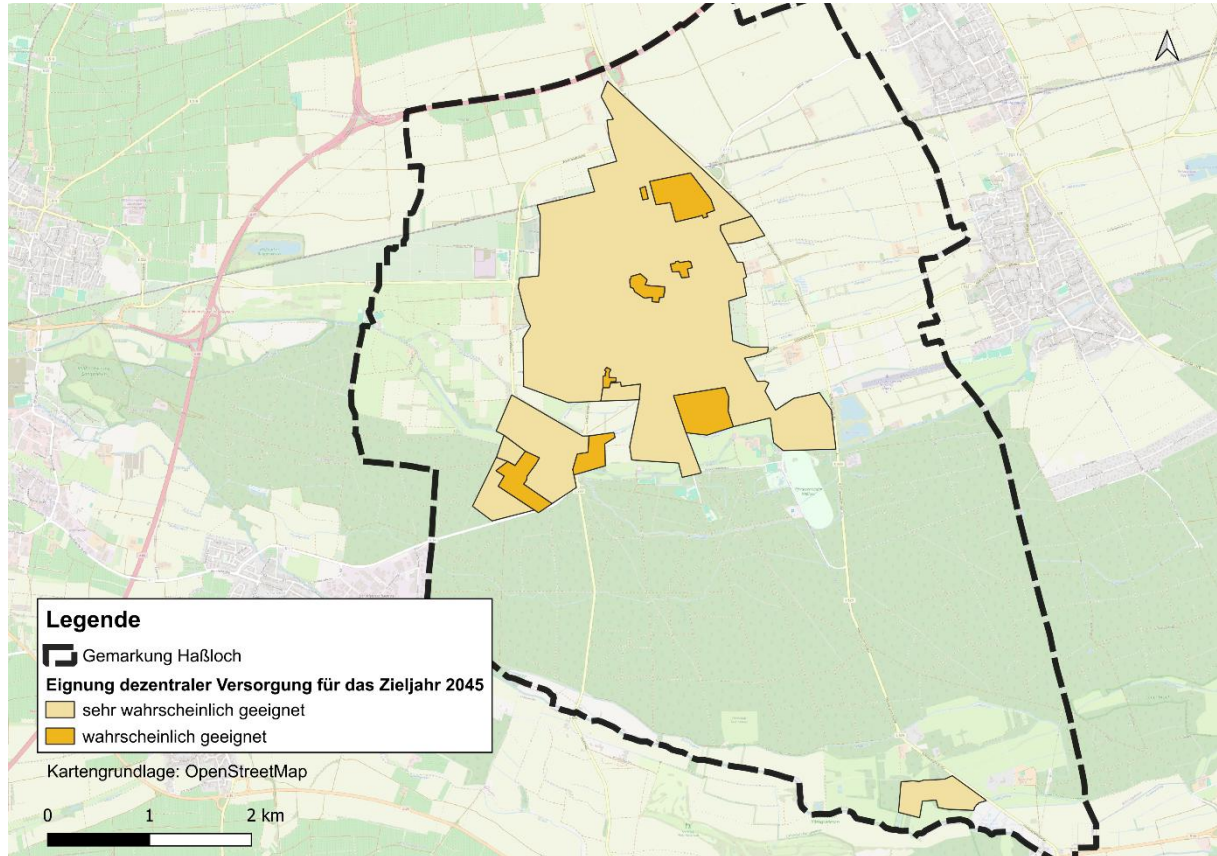 Legende
Gemarkung Haßloch
Eignung dezentraler Versorgung für das Zieljahr 2045
sehr wahrscheinlich geeignet
wahrscheinlich geeignet
Kartengrundlage: OpenStreetMap
0 1 2 km